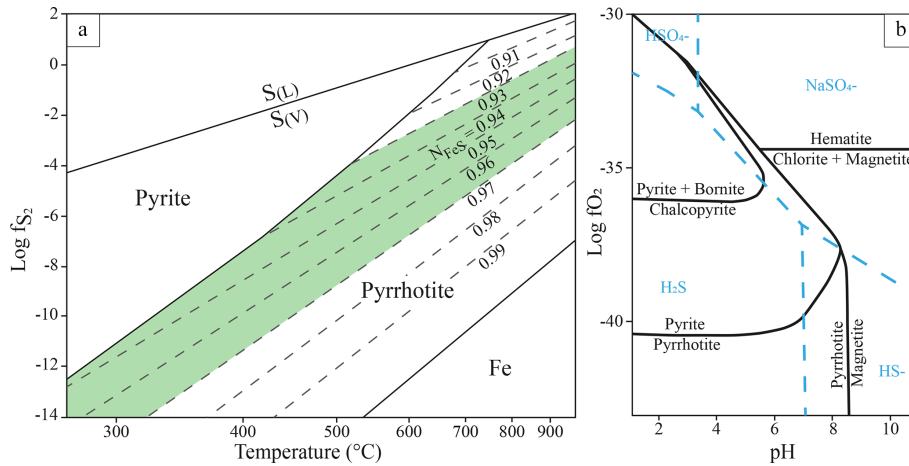 a
S(L)
S(V)
Pyrite
Pyrrhotite
Fe
0.91
0.92
0.93
N_FeS = 0.94
0.95
0.96
0.97
0.98
0.99
2
0
-2
-4
-6
-8
-10
-12
-14
Log fS₂
300
400
500
600
700
800
900
Temperature (°C)
b
HSO₄-
NaSO₄-
Hematite
Chlorite + Magnetite
Pyrite + Bornite
Chalcopyrite
H₂S
Pyrite
Pyrrhotite
Pyrrhotite
Magnetite
HS-
-30
-35
-40
Log fO₂
2
4
6
8
10
pH